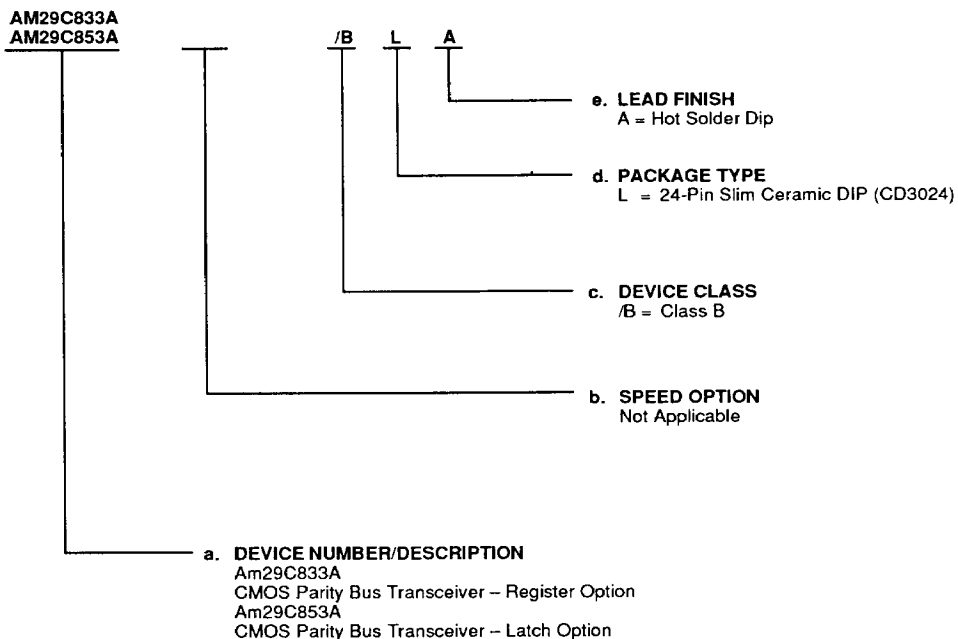 AM29C833A
AM29C853A
/B L A
e. LEAD FINISH
A = Hot Solder Dip
d. PACKAGE TYPE
L = 24-Pin Slim Ceramic DIP (CD3024)
c. DEVICE CLASS
/B = Class B
b. SPEED OPTION
Not Applicable
a. DEVICE NUMBER/DESCRIPTION
Am29C833A
CMOS Parity Bus Transceiver – Register Option
Am29C853A
CMOS Parity Bus Transceiver – Latch Option